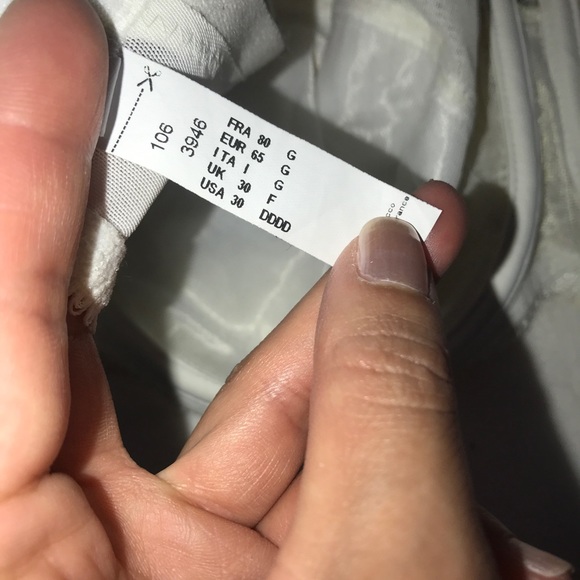 106 3946
FRA 80 G
EUR 65 G
ITA I G
UK 30 F
USA 30 DDDD